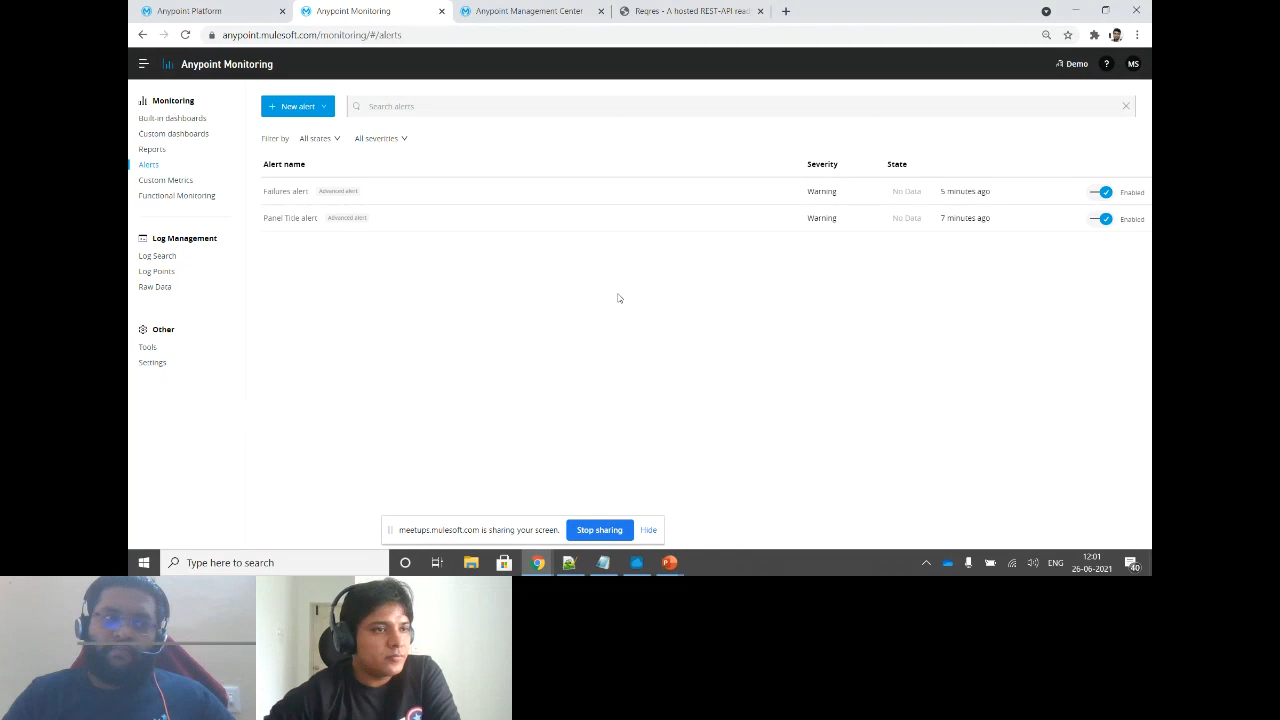 Anypoint Platform
Anypoint Monitoring
Anypoint Management Center
Reqres - A hosted REST-API read
anypoint.mulesoft.com/monitoring/#/alerts
Anypoint Monitoring
Demo
?
MS
Monitoring
Built-in dashboards
Custom dashboards
Reports
Alerts
Custom Metrics
Functional Monitoring
Log Management
Log Search
Log Points
Raw Data
Other
Tools
Settings
+ New alert
Search alerts
Filter by All states All severities
Alert name Severity State
Failures alert Advanced alert Warning No Data 5 minutes ago Enabled
Panel Title alert Advanced alert Warning No Data 7 minutes ago Enabled
meetups.mulesoft.com is sharing your screen. Stop sharing Hide
Type here to search
ENG
12:01
26-06-2021
40